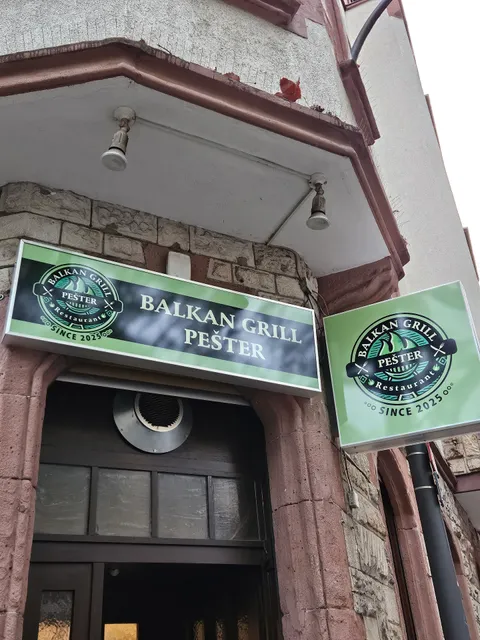 BALKAN GRILL
PEŠTER
Restaurant
SINCE 2025
BALKAN GRILL
PEŠTER
BALKAN GRILL
PEŠTER
Restaurant
SINCE 2025